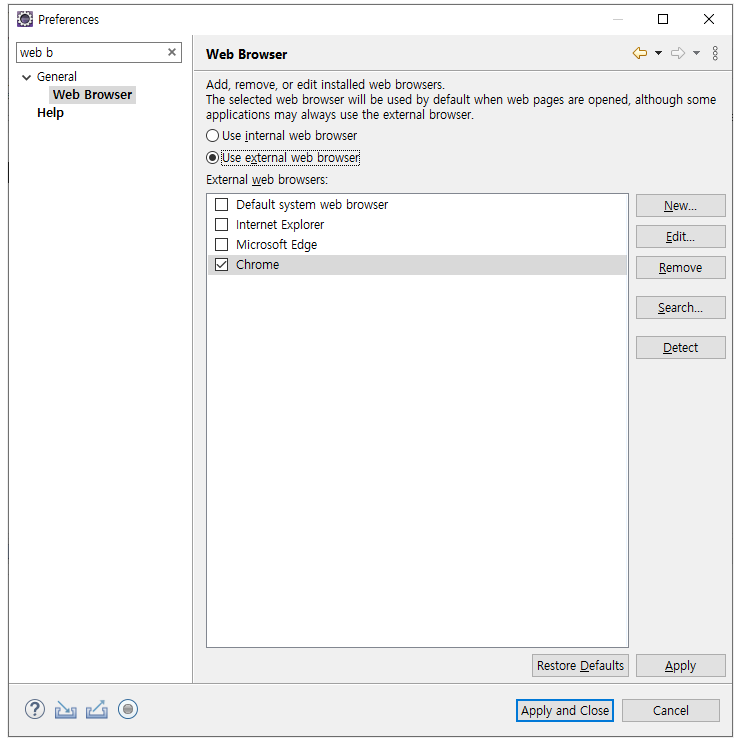 Preferences
web b
General
Web Browser
Help
Web Browser
Add, remove, or edit installed web browsers.
The selected web browser will be used by default when web pages are opened, although some
applications may always use the external browser.
Use internal web browser
Use external web browser
External web browsers:
Default system web browser
Internet Explorer
Microsoft Edge
Chrome
New...
Edit...
Remove
Search...
Detect
Restore Defaults
Apply
Apply and Close
Cancel